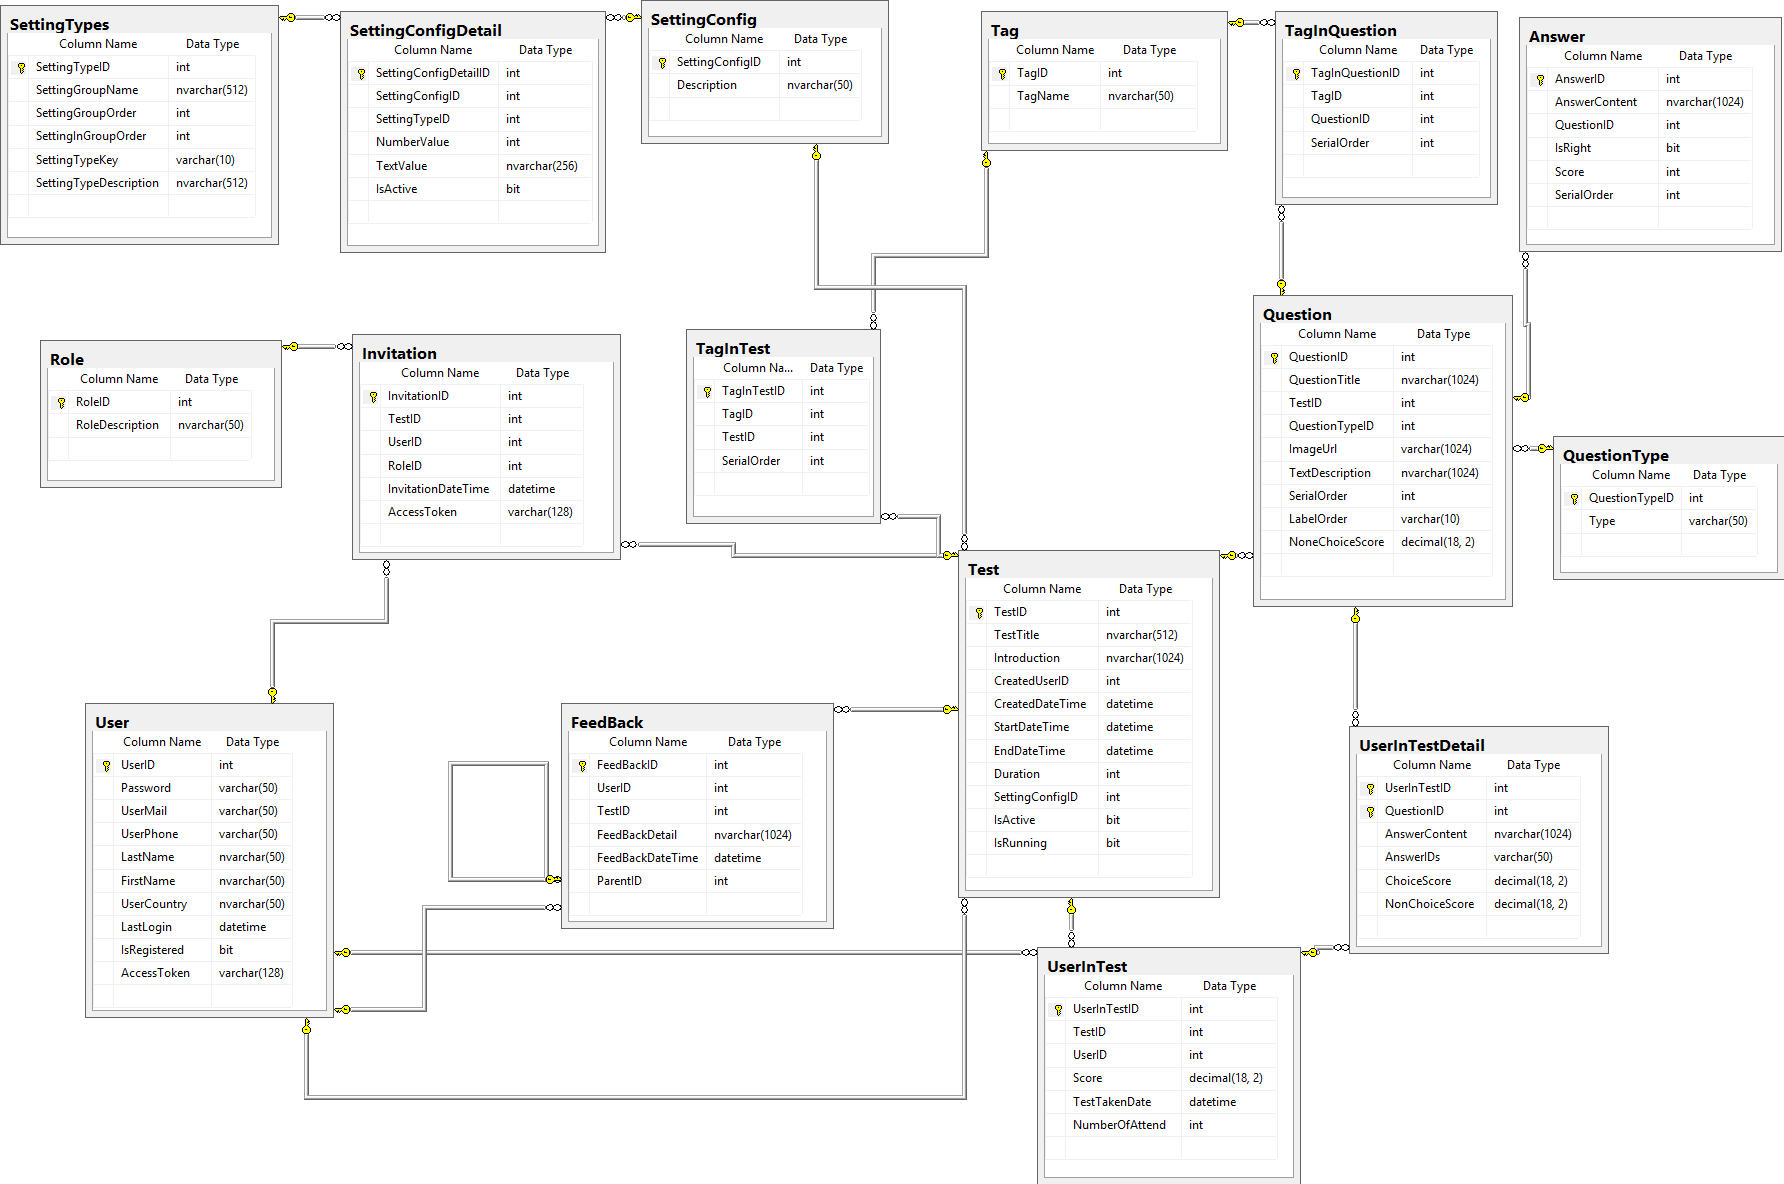 SettingTypes
Column Name Data Type
SettingTypeID int
SettingGroupName nvarchar(512)
SettingGroupOrder int
SettingInGroupOrder int
SettingTypeKey varchar(10)
SettingTypeDescription nvarchar(512)
SettingConfigDetail
Column Name Data Type
SettingConfigDetailID int
SettingConfigID int
SettingTypeID int
NumberValue int
TextValue nvarchar(256)
IsActive bit
SettingConfig
Column Name Data Type
SettingConfigID int
Description nvarchar(50)
Tag
Column Name Data Type
TagID int
TagName nvarchar(50)
TagInQuestion
Column Name Data Type
TagInQuestionID int
TagID int
QuestionID int
SerialOrder int
Answer
Column Name Data Type
AnswerID int
AnswerContent nvarchar(1024)
QuestionID int
IsRight bit
Score int
SerialOrder int
Role
Column Name Data Type
RoleID int
RoleDescription nvarchar(50)
Invitation
Column Name Data Type
InvitationID int
TestID int
UserID int
RoleID int
InvitationDateTime datetime
AccessToken varchar(128)
TagInTest
Column Na... Data Type
TagInTestID int
TagID int
TestID int
SerialOrder int
Question
Column Name Data Type
QuestionID int
QuestionTitle nvarchar(1024)
TestID int
QuestionTypeID int
ImageUrl varchar(1024)
TextDescription nvarchar(1024)
SerialOrder int
LabelOrder varchar(10)
NoneChoiceScore decimal(18, 2)
QuestionType
Column Name Data Type
QuestionTypeID int
Type varchar(50)
Test
Column Name Data Type
TestID int
TestTitle nvarchar(512)
Introduction nvarchar(1024)
CreatedUserID int
CreatedDateTime datetime
StartDateTime datetime
EndDateTime datetime
Duration int
SettingConfigID int
IsActive bit
IsRunning bit
User
Column Name Data Type
UserID int
Password varchar(50)
UserMail varchar(50)
UserPhone varchar(50)
LastName nvarchar(50)
FirstName nvarchar(50)
UserCountry nvarchar(50)
LastLogin datetime
IsRegistered bit
AccessToken varchar(128)
FeedBack
Column Name Data Type
FeedBackID int
UserID int
TestID int
FeedBackDetail nvarchar(1024)
FeedBackDateTime datetime
ParentID int
UserInTestDetail
Column Name Data Type
UserInTestID int
QuestionID int
AnswerContent nvarchar(1024)
AnswerIDs varchar(50)
ChoiceScore decimal(18, 2)
NonChoiceScore decimal(18, 2)
UserInTest
Column Name Data Type
UserInTestID int
TestID int
UserID int
Score decimal(18, 2)
TestTakenDate datetime
NumberOfAttend int